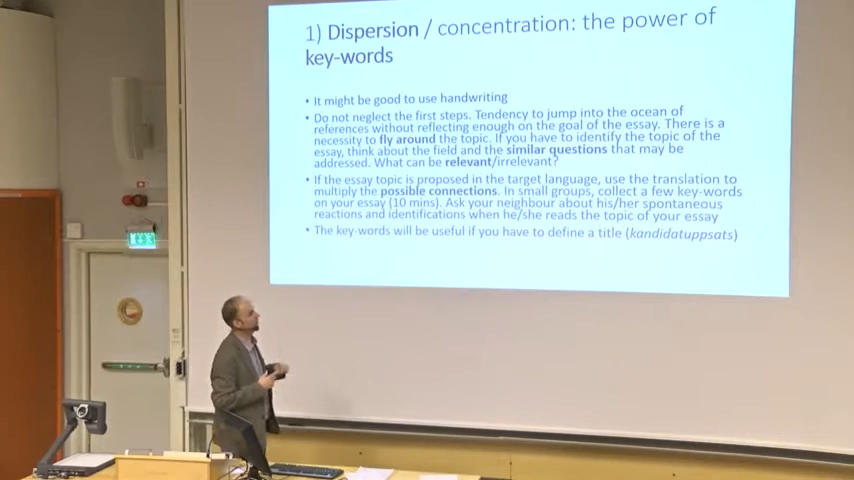 1) Dispersion / concentration: the power of
key-words
• It might be good to use handwriting
• Do not neglect the first steps. Tendency to jump into the ocean of
references without reflecting enough on the goal of the essay. There is a
necessity to fly around the topic. If you have to identify the topic of the
essay, think about the field and the similar questions that may be
addressed. What can be relevant/irrelevant?
• If the essay topic is proposed in the target language, use the translation to
multiply the possible connections. In small groups, collect a few key-words
on your essay (10 mins). Ask your neighbour about his/her spontaneous
reactions and identifications when he/she reads the topic of your essay
• The key-words will be useful if you have to define a title (kandidatuppsats)